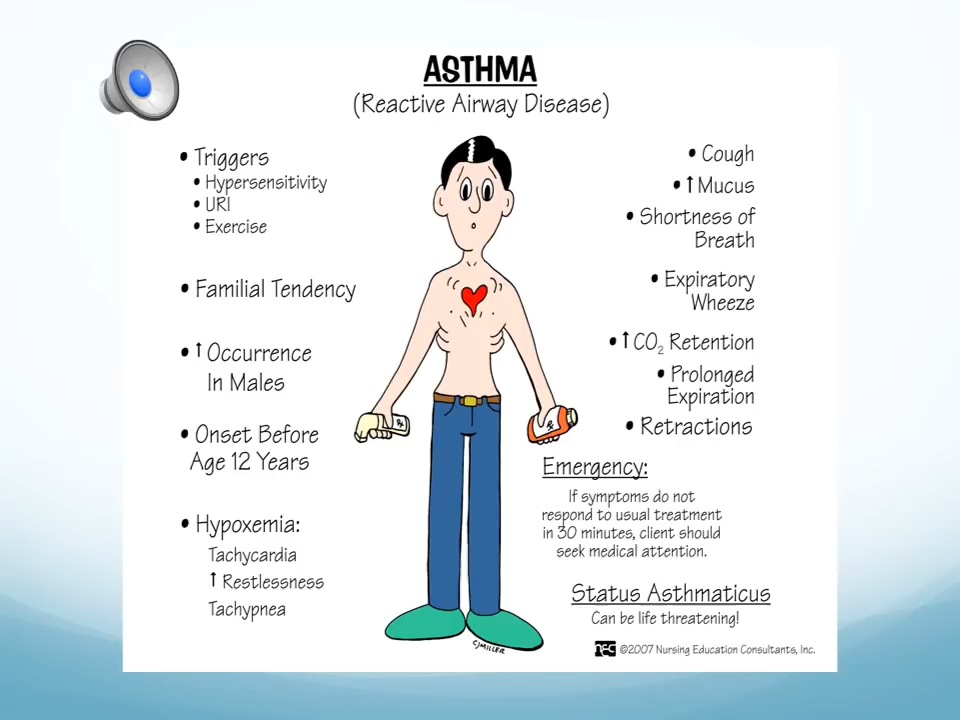 ASTHMA
(Reactive Airway Disease)
• Triggers
• Hypersensitivity
• URI
• Exercise
• Familial Tendency
• ↑ Occurrence
In Males
• Onset Before
Age 12 Years
• Hypoxemia:
Tachycardia
↑ Restlessness
Tachypnea
• Cough
• ↑ Mucus
• Shortness of
Breath
• Expiratory
Wheeze
• ↑ CO₂ Retention
• Prolonged
Expiration
• Retractions
℞
℞
Emergency:
If symptoms do not
respond to usual treatment
in 30 minutes, client should
seek medical attention.
Status Asthmaticus
Can be life threatening!
CJMILLER
NEC ©2007 Nursing Education Consultants, Inc.